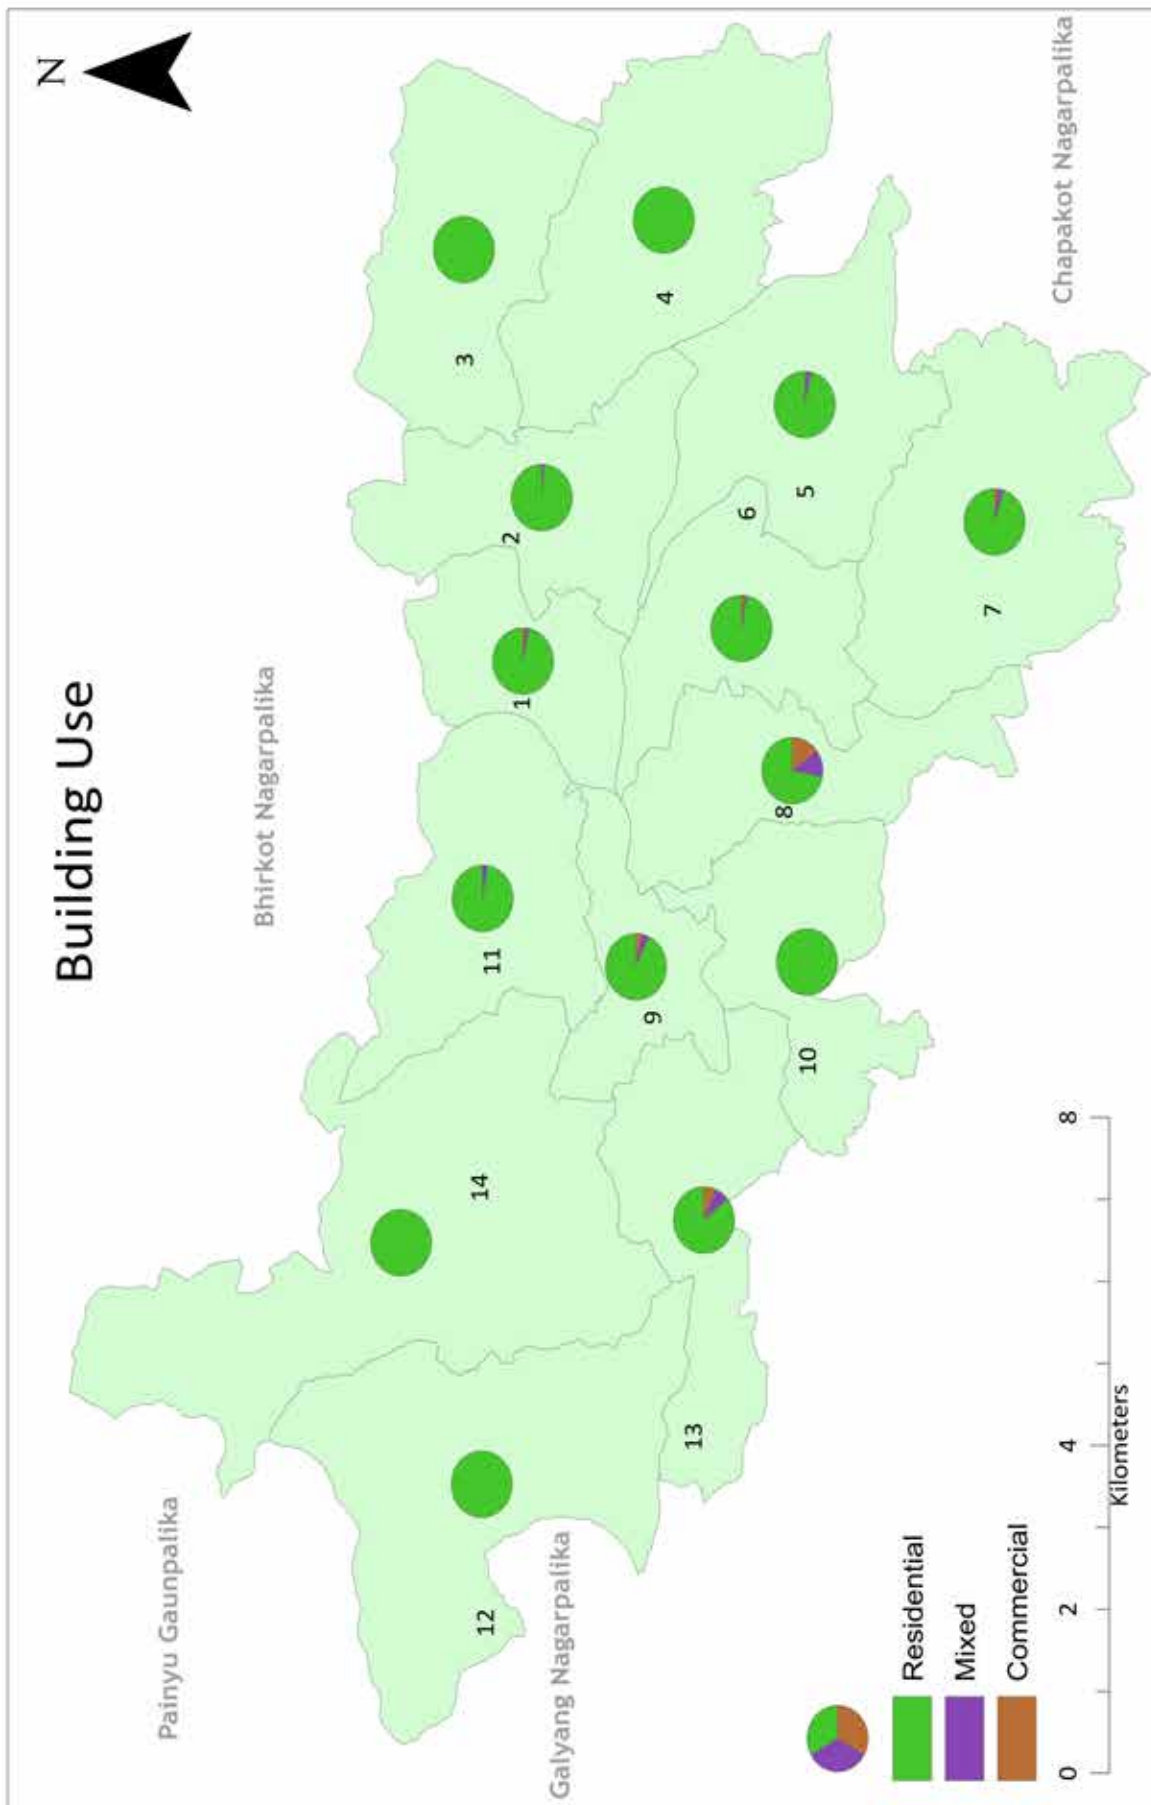 Building Use
N
Painyu Gaunpalika
Bhirkot Nagarpalika
Galyang Nagarpalika
Chapakot Nagarpalika
12
14
13
11
9
10
1
8
2
6
5
7
3
4
Residential
Mixed
Commercial
0
2
4
8
Kilometers